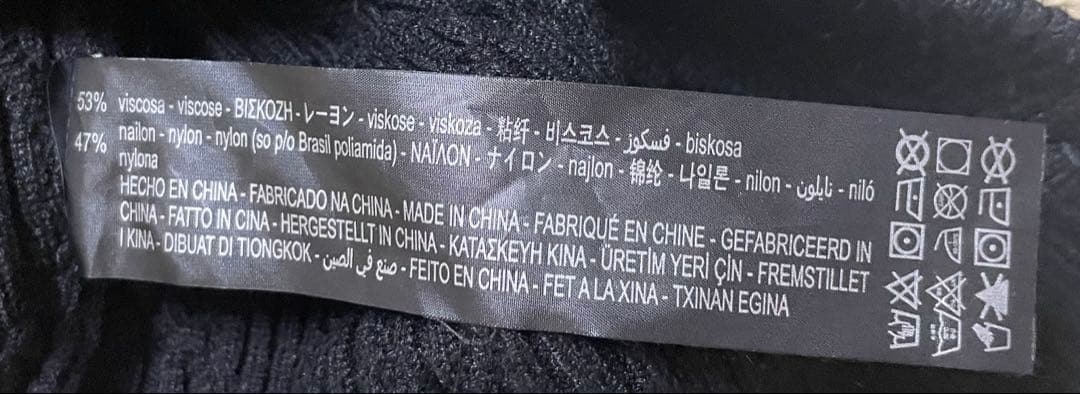 53% viscosa - viscose - ΒΙΣΚΟΖΗ - レーヨン - viskose - viskoza - 粘纤 - 비스코스 - فسكوز - biskosa
47% nailon - nylon - nylon (so p/o Brasil poliamida) - ΝΑΪΛΟΝ - ナイロン - najlon - 锦纶 - 나일론 - nilon - نايلون - niló
nylona
HECHO EN CHINA - FABRICADO NA CHINA - MADE IN CHINA - FABRIQUÉ EN CHINE - GEFABRICEERD IN
CHINA - FATTO IN CINA - HERGESTELLT IN CHINA - ΚΑΤΑΣΚΕΥΗ ΚΙΝΑ - ÜRETİM YERİ ÇİN - FREMSTILLET
I KINA - DIBUAT DI TIONGKOK - صنع في الصين - FEITO EN CHINA - FET A LA XINA - TXINAN EGINA